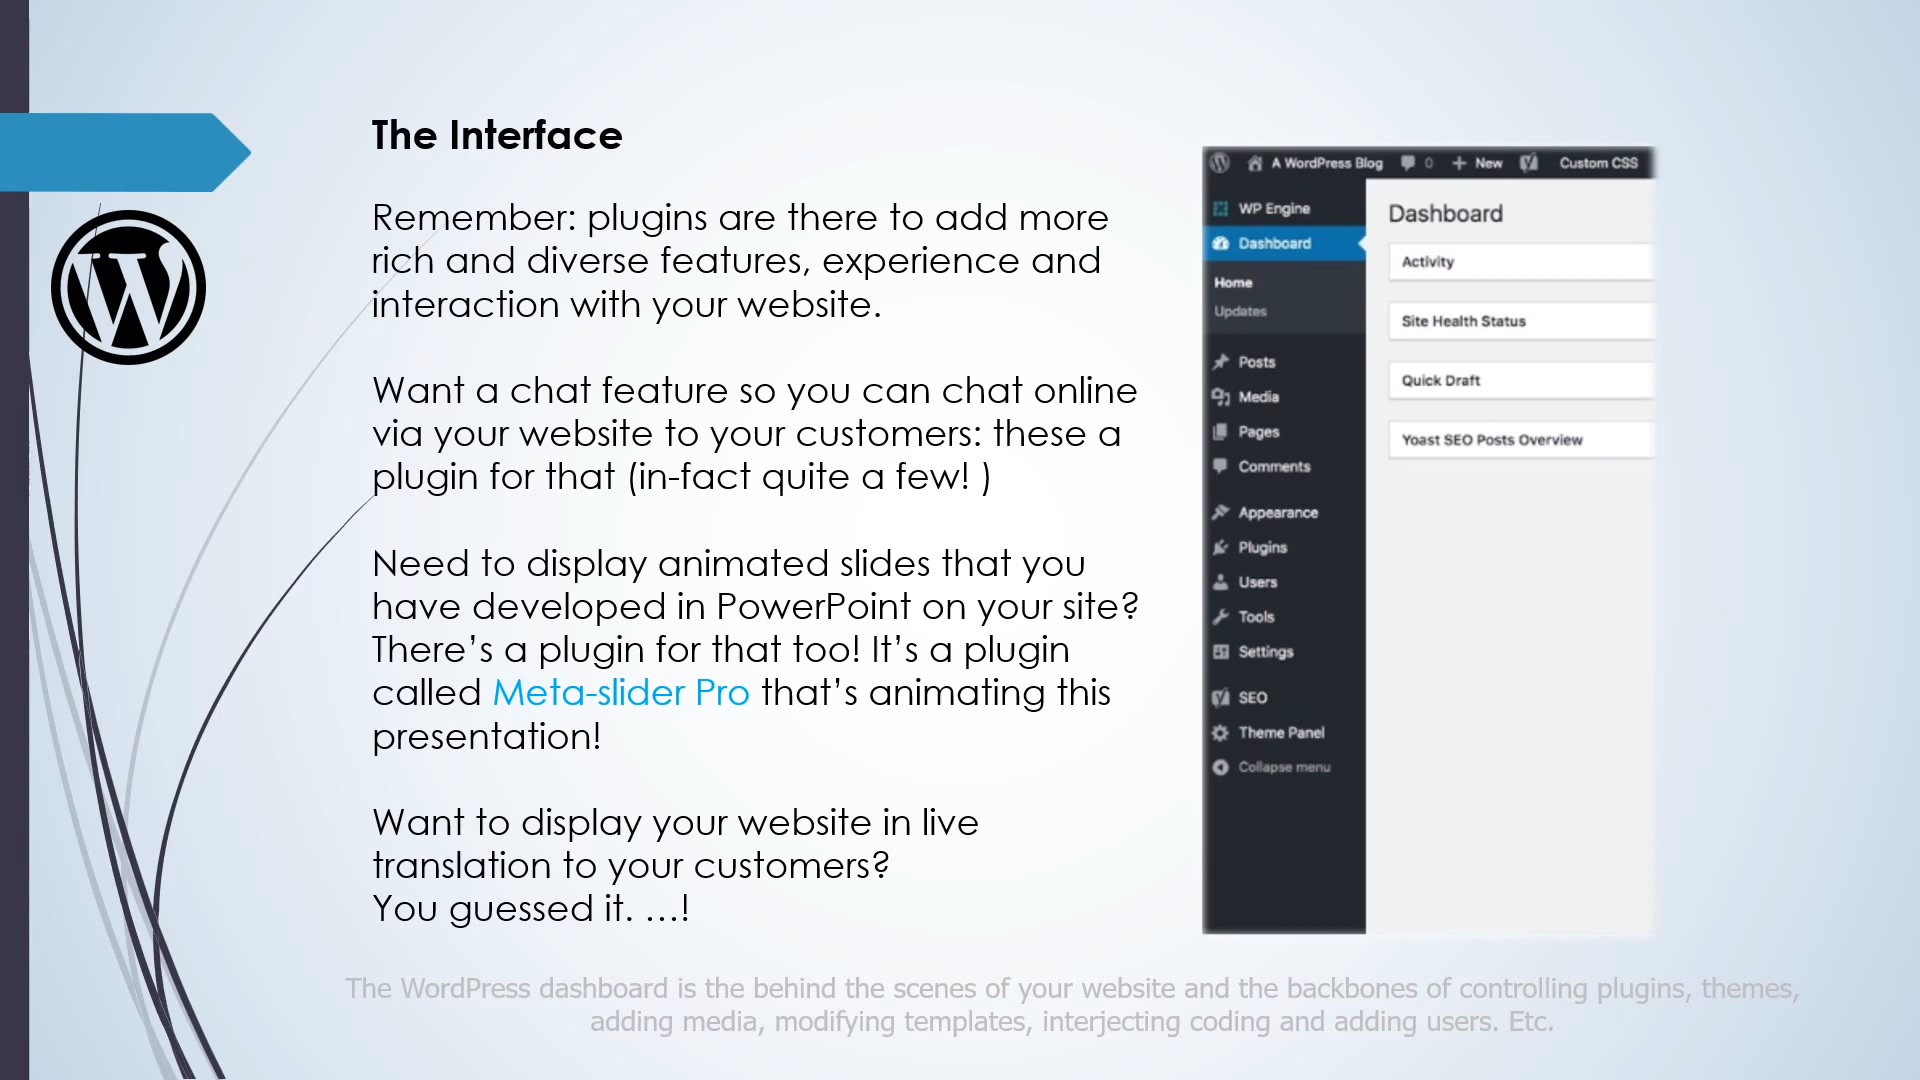 The Interface
Remember: plugins are there to add more
rich and diverse features, experience and
interaction with your website.
Want a chat feature so you can chat online
via your website to your customers: these a
plugin for that (in-fact quite a few! )
Need to display animated slides that you
have developed in PowerPoint on your site?
There’s a plugin for that too! It’s a plugin
called Meta-slider Pro that’s animating this
presentation!
Want to display your website in live
translation to your customers?
You guessed it. …!
A WordPress Blog 0 New Custom CSS
WP Engine
Dashboard
Home
Updates
Posts
Media
Pages
Comments
Appearance
Plugins
Users
Tools
Settings
SEO
Theme Panel
Collapse menu
Dashboard
Activity
Site Health Status
Quick Draft
Yoast SEO Posts Overview
The WordPress dashboard is the behind the scenes of your website and the backbones of controlling plugins, themes,
adding media, modifying templates, interjecting coding and adding users. Etc.